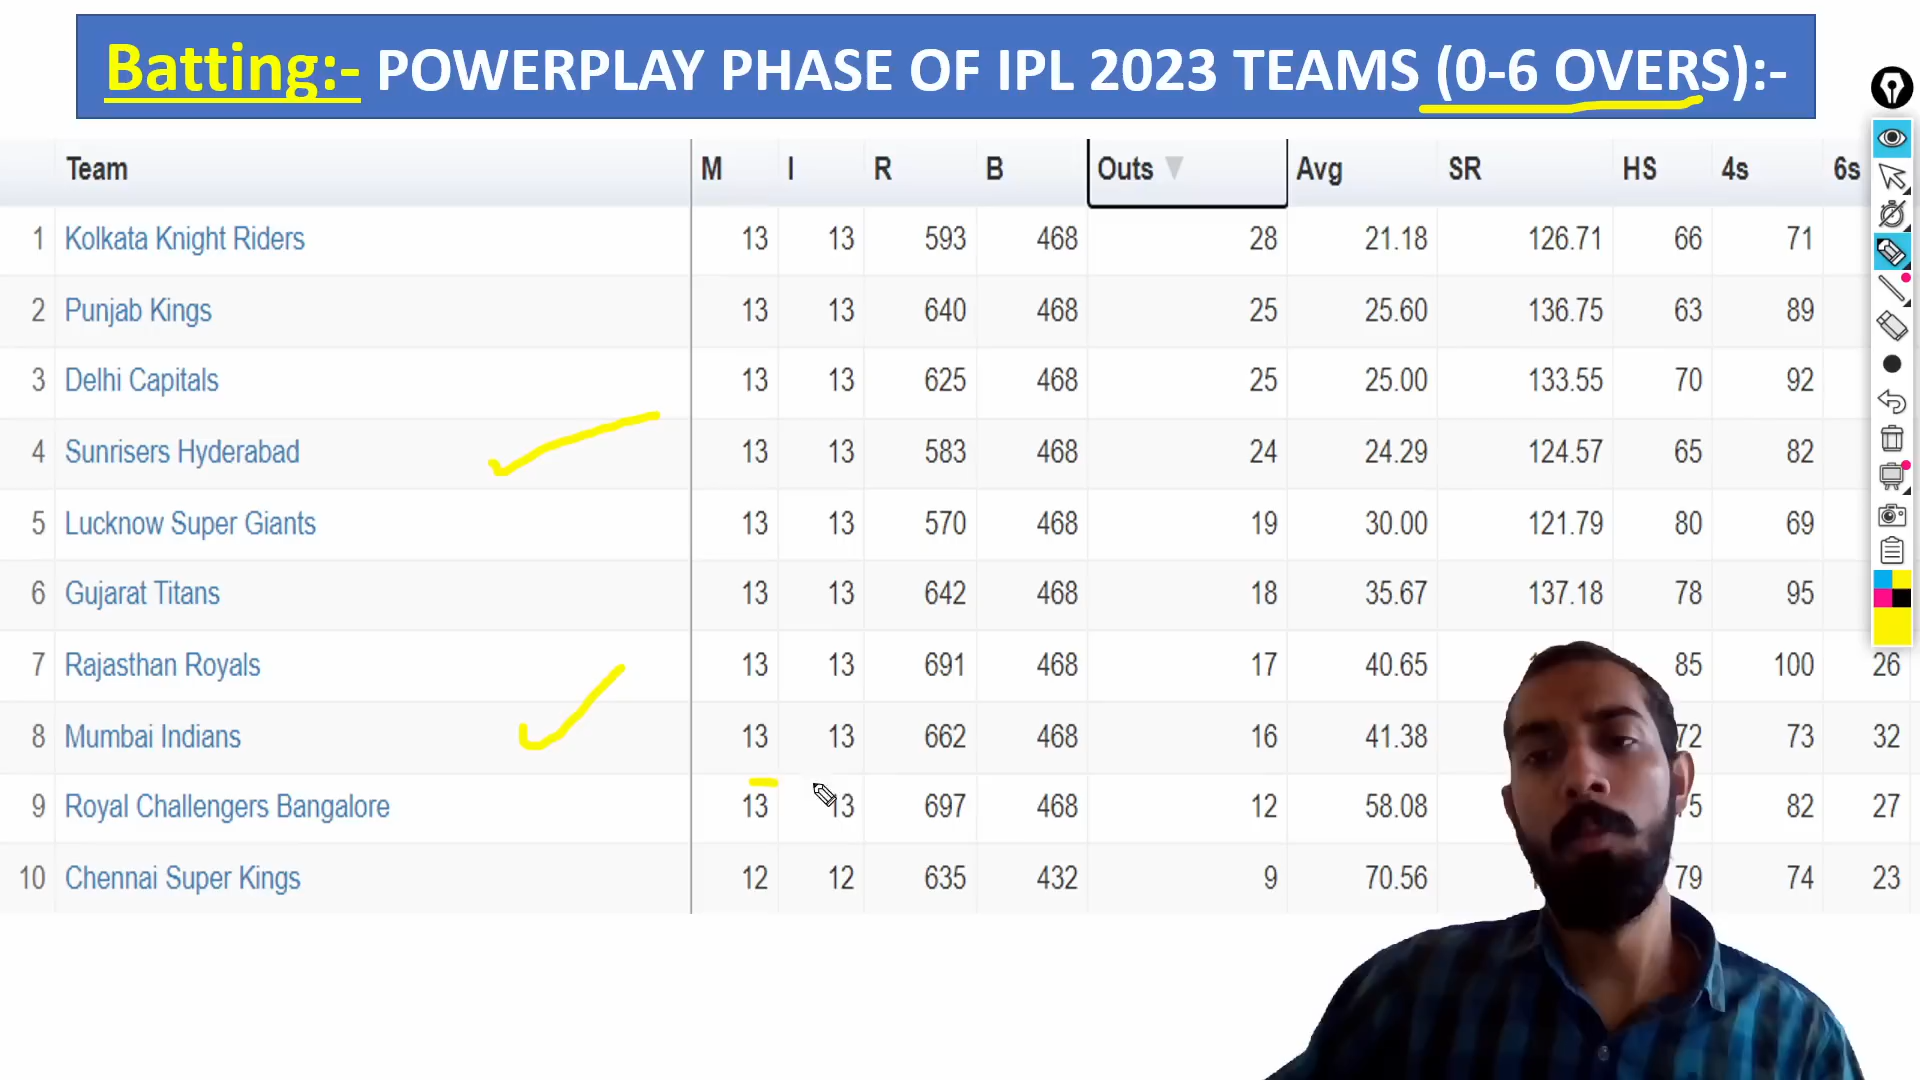 Batting:- POWERPLAY PHASE OF IPL 2023 TEAMS (0-6 OVERS):-
Team M I R B Outs Avg SR HS 4s 6s
1 Kolkata Knight Riders 13 13 593 468 28 21.18 126.71 66 71
2 Punjab Kings 13 13 640 468 25 25.60 136.75 63 89
3 Delhi Capitals 13 13 625 468 25 25.00 133.55 70 92
4 Sunrisers Hyderabad 13 13 583 468 24 24.29 124.57 65 82
5 Lucknow Super Giants 13 13 570 468 19 30.00 121.79 80 69
6 Gujarat Titans 13 13 642 468 18 35.67 137.18 78 95
7 Rajasthan Royals 13 13 691 468 17 40.65 85 100 26
8 Mumbai Indians 13 13 662 468 16 41.38 72 73 32
9 Royal Challengers Bangalore 13 13 697 468 12 58.08 82 27
10 Chennai Super Kings 12 12 635 432 9 70.56 79 74 23